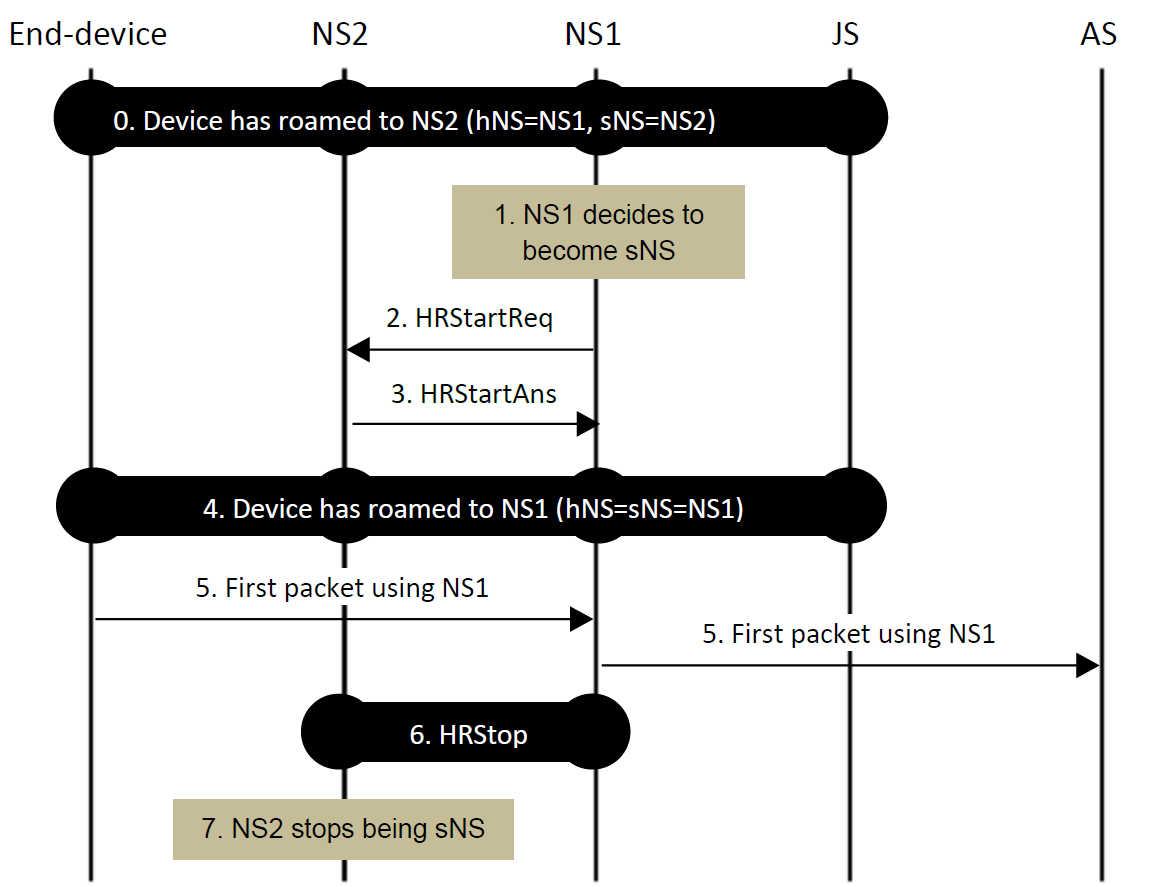 End-device
NS2
NS1
JS
AS
0. Device has roamed to NS2 (hNS=NS1, sNS=NS2)
1. NS1 decides to
become sNS
2. HRStartReq
3. HRStartAns
4. Device has roamed to NS1 (hNS=sNS=NS1)
5. First packet using NS1
5. First packet using NS1
6. HRStop
7. NS2 stops being sNS